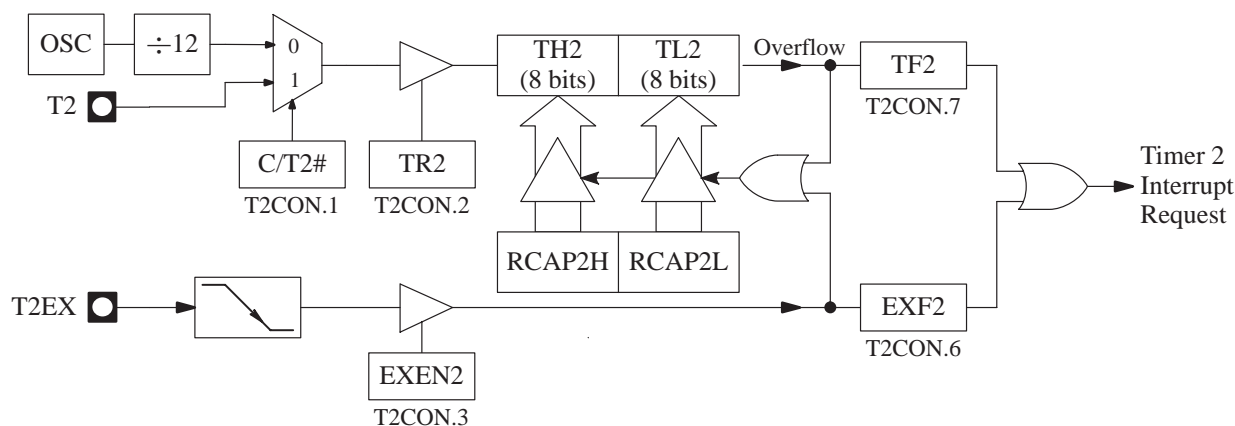 OSC
÷12
0
1
T2
C/T2#
T2CON.1
TR2
T2CON.2
TH2
(8 bits)
TL2
(8 bits)
Overflow
TF2
T2CON.7
RCAP2H
RCAP2L
Timer 2
Interrupt
Request
T2EX
EXEN2
T2CON.3
EXF2
T2CON.6